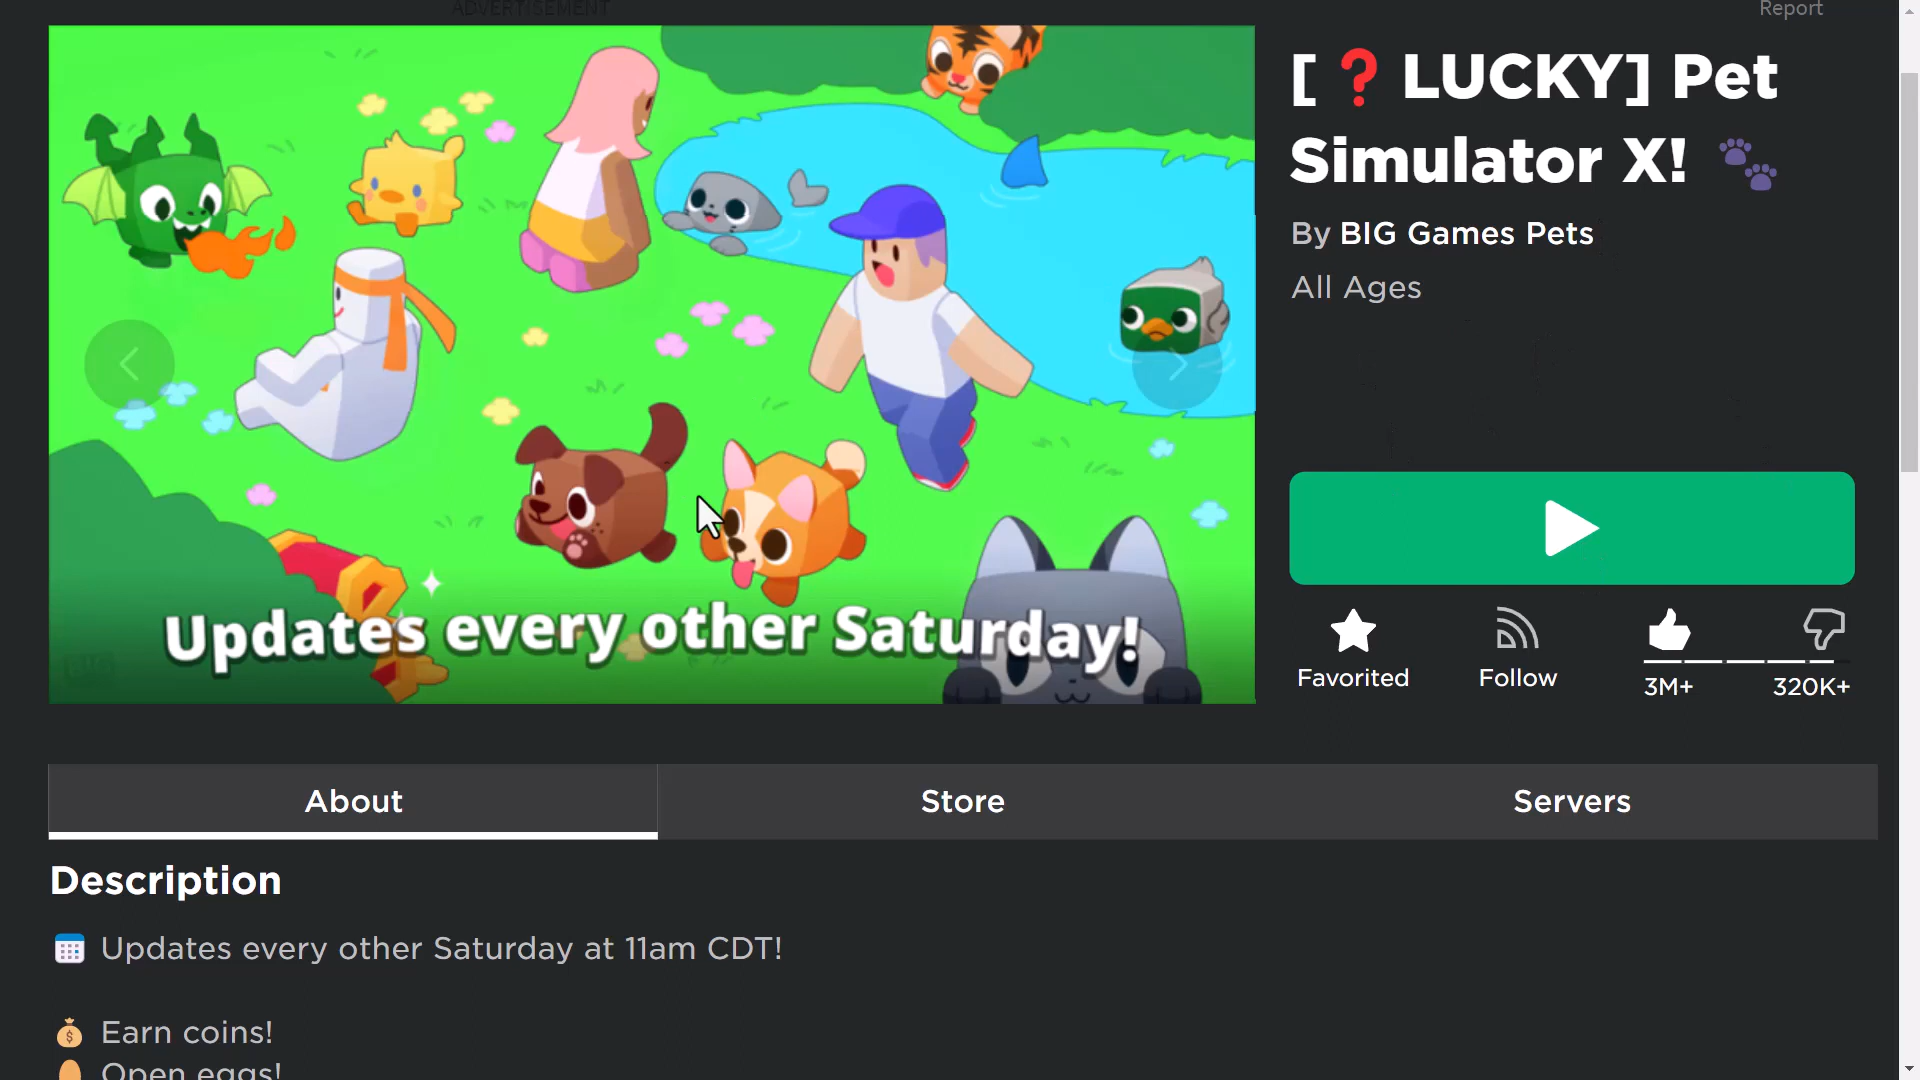 ADVERTISEMENT
Report
Updates every other Saturday!
[❓LUCKY] Pet
Simulator X! 🐾
By BIG Games Pets
All Ages
Favorited
Follow
3M+
320K+
About
Store
Servers
Description
Updates every other Saturday at 11am CDT!
Earn coins!
Open eggs!